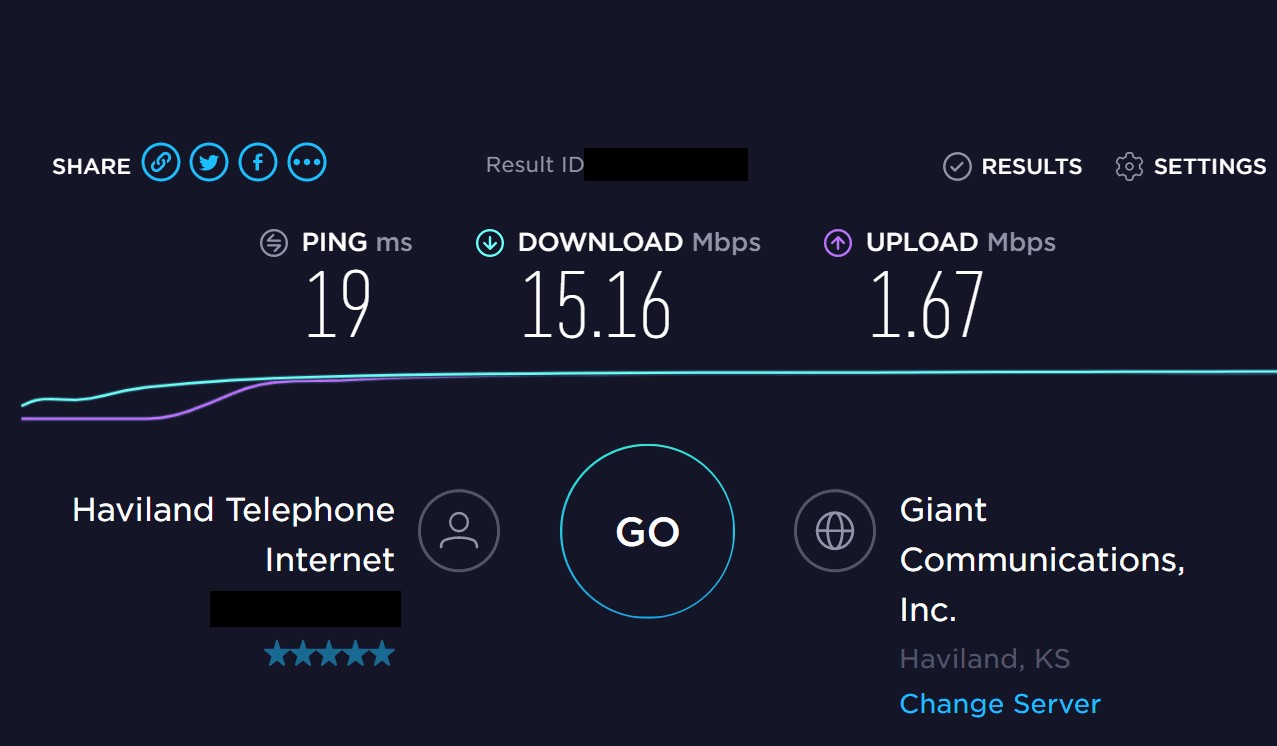 SHARE Result ID RESULTS SETTINGS
PING ms DOWNLOAD Mbps UPLOAD Mbps
19 15.16 1.67
Haviland Telephone
Internet
GO
Giant
Communications,
Inc.
Haviland, KS
Change Server